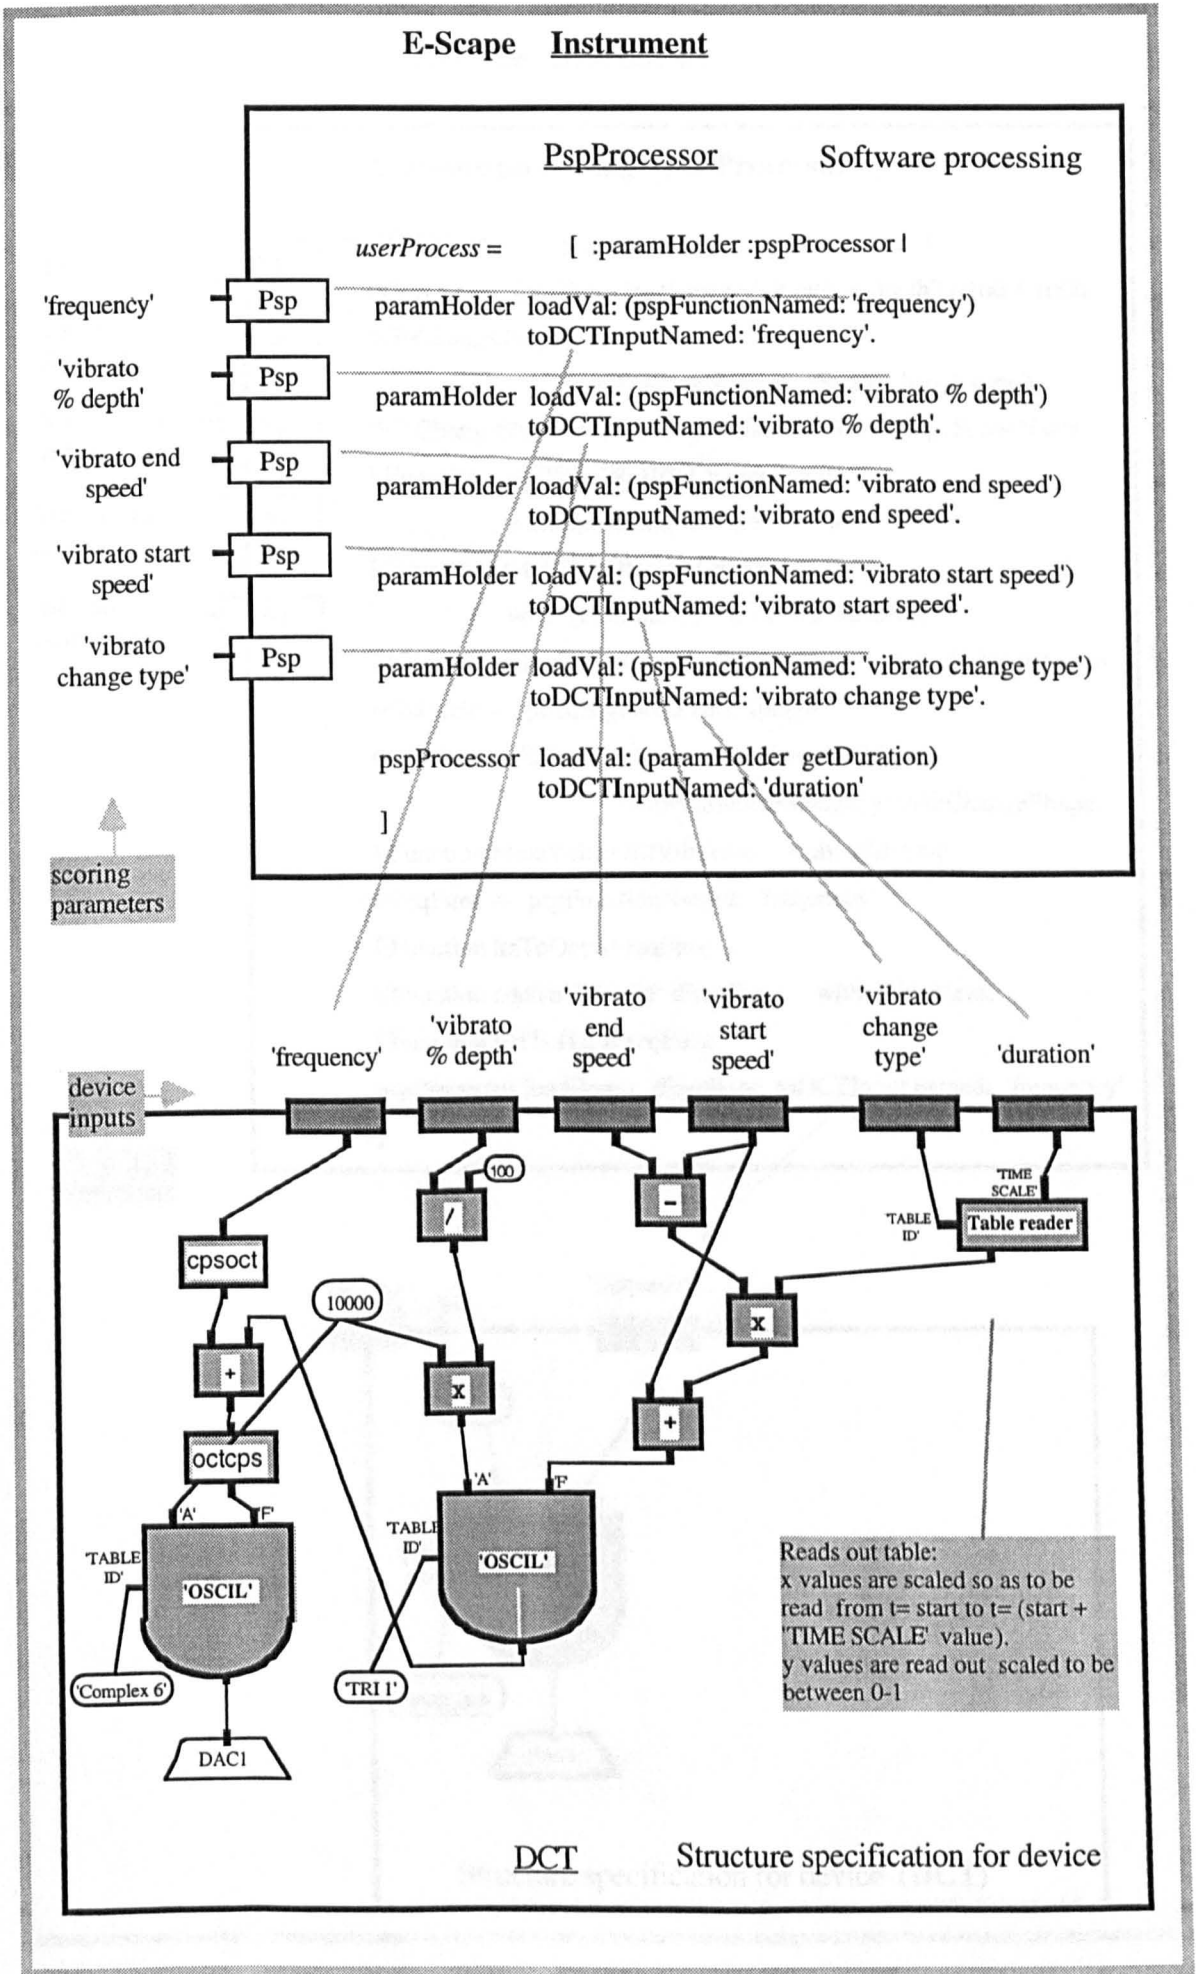 E-Scape Instrument
PspProcessor Software processing
userProcess = [ :paramHolder :pspProcessor |
'frequency' Psp
paramHolder loadVal: (pspFunctionNamed: 'frequency')
toDCTInputNamed: 'frequency'.
'vibrato
% depth'
Psp
paramHolder loadVal: (pspFunctionNamed: 'vibrato % depth')
toDCTInputNamed: 'vibrato % depth'.
'vibrato end
speed'
Psp
paramHolder loadVal: (pspFunctionNamed: 'vibrato end speed')
toDCTInputNamed: 'vibrato end speed'.
'vibrato start
speed'
Psp
paramHolder loadVal: (pspFunctionNamed: 'vibrato start speed')
toDCTInputNamed: 'vibrato start speed'.
'vibrato
change type'
Psp
paramHolder loadVal: (pspFunctionNamed: 'vibrato change type')
toDCTInputNamed: 'vibrato change type'.
pspProcessor loadVal: (paramHolder getDuration)
toDCTInputNamed: 'duration'
]
scoring
parameters
'frequency'
'vibrato
% depth'
'vibrato
end
speed'
'vibrato
start
speed'
'vibrato
change
type'
'duration'
device
inputs
100
/
-
'TIME
SCALE'
'TABLE
ID'
Table reader
cpsoct
10000
x
+
x
+
octcps
'A' 'F'
'A' 'F'
'TABLE
ID'
'OSCIL'
'TABLE
ID'
'OSCIL'
'Complex 6'
'TRI 1'
DAC1
Reads out table:
x values are scaled so as to be
read from t= start to t= (start +
'TIME SCALE' value).
y values are read out scaled to be
between 0-1
DCT Structure specification for device